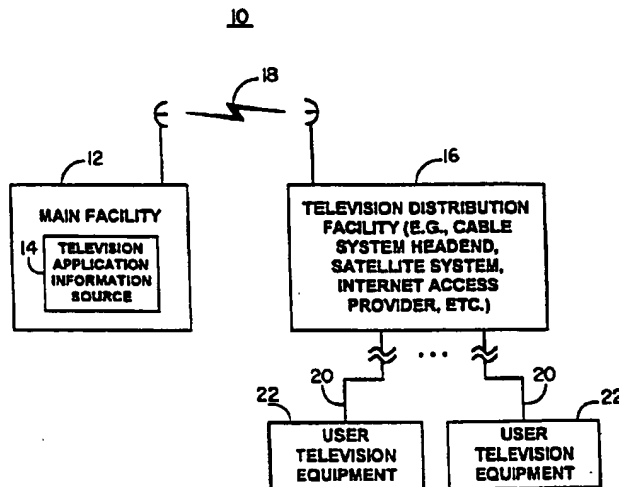 10
18
12
16
MAIN FACILITY
14
TELEVISION
APPLICATION
INFORMATION
SOURCE
TELEVISION DISTRIBUTION
FACILITY (E.G., CABLE
SYSTEM HEADEND,
SATELLITE SYSTEM,
INTERNET ACCESS
PROVIDER, ETC.)
...
20
20
22
22
USER
TELEVISION
EQUIPMENT
USER
TELEVISION
EQUIPMENT